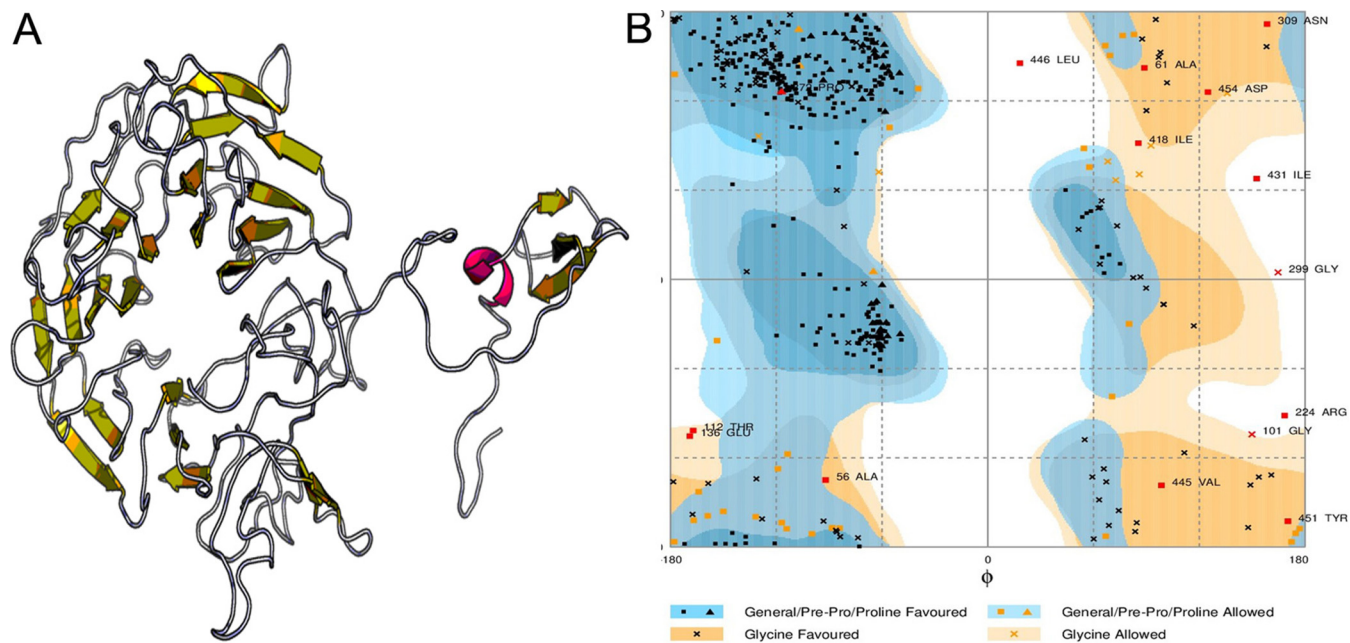 A
B
309 ASN
446 LEU
61 ALA
PRO
454 ASP
418 ILE
431 ILE
299 GLY
224 ARG
112 THR
101 GLY
136 GLU
56 ALA
445 VAL
451 TYR
-180
0
180
ϕ
General/Pre-Pro/Proline Favoured
General/Pre-Pro/Proline Allowed
Glycine Favoured
Glycine Allowed